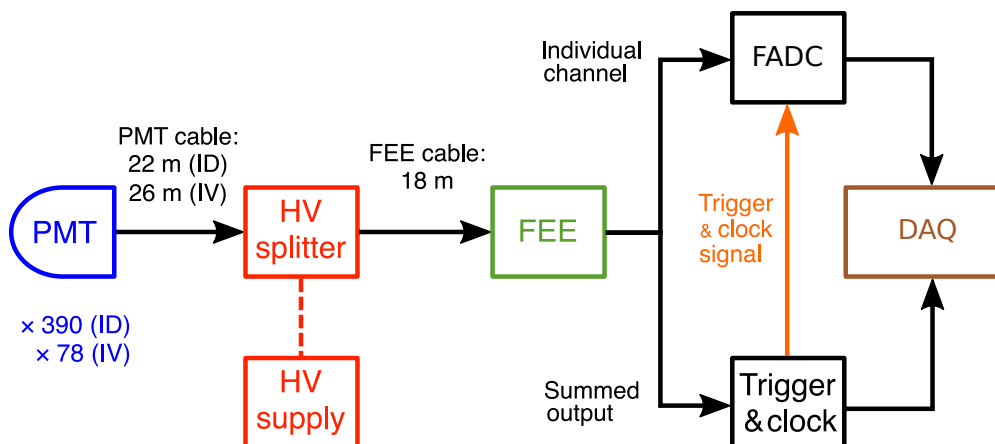 PMT cable:
22 m (ID)
26 m (IV)
FEE cable:
18 m
Individual
channel
FADC
PMT
HV
splitter
FEE
Trigger
& clock
signal
DAQ
× 390 (ID)
× 78 (IV)
HV
supply
Summed
output
Trigger
& clock